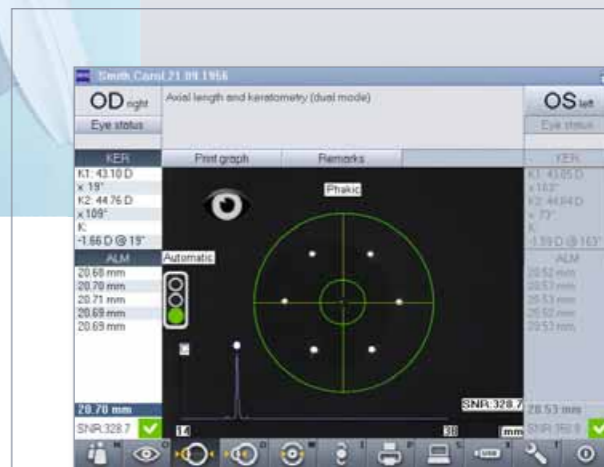 Smith Carol 21.09.1956
OD right
Axial length and keratometry (dual mode)
OS left
Eye status
Eye status
KER
Print graph
Remarks
KER
K1: 43.10 D
x 19°
K2: 44.76 D
x 109°
K:
-1.66 D @ 19°
Phakic
x 163°
x 73°
ALM
Automatic
ALM
20.68 mm
20.70 mm
20.71 mm
20.69 mm
20.69 mm
20.52 mm
20.53 mm
20.53 mm
20.53 mm
20.70 mm
SNR:328.7
SNR:328.7
14
38
[mm
20.53 mm
USB